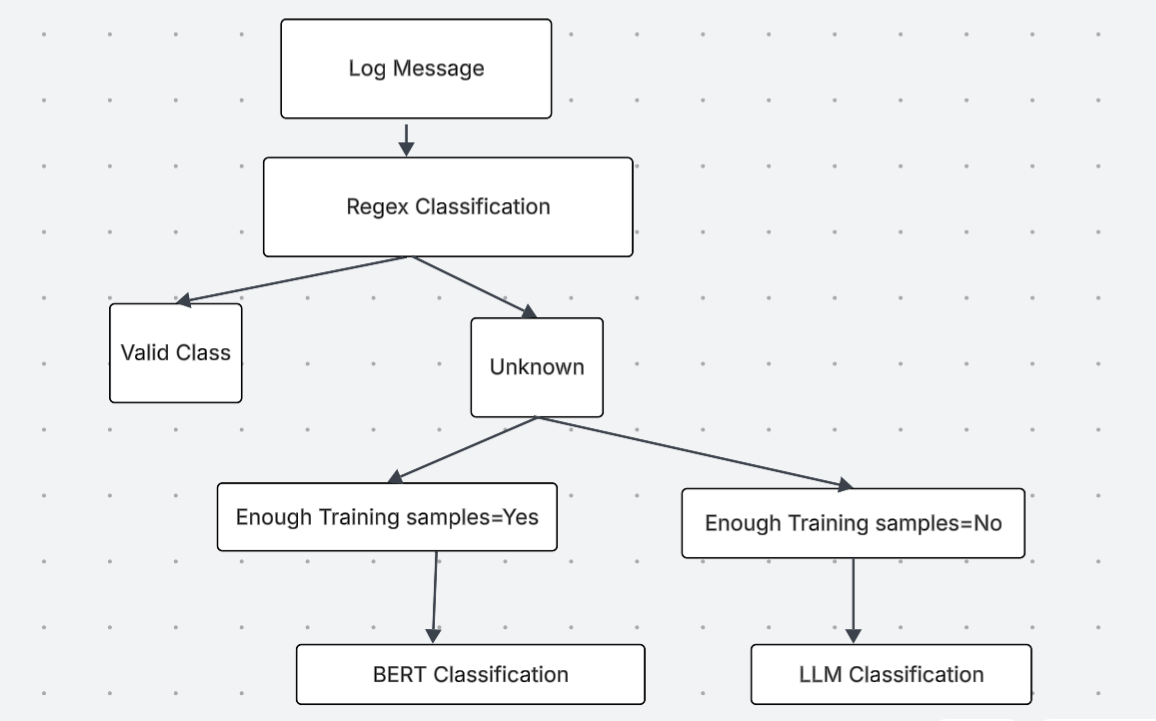 Log Message
Regex Classification
Valid Class
Unknown
Enough Training samples=Yes
Enough Training samples=No
BERT Classification
LLM Classification